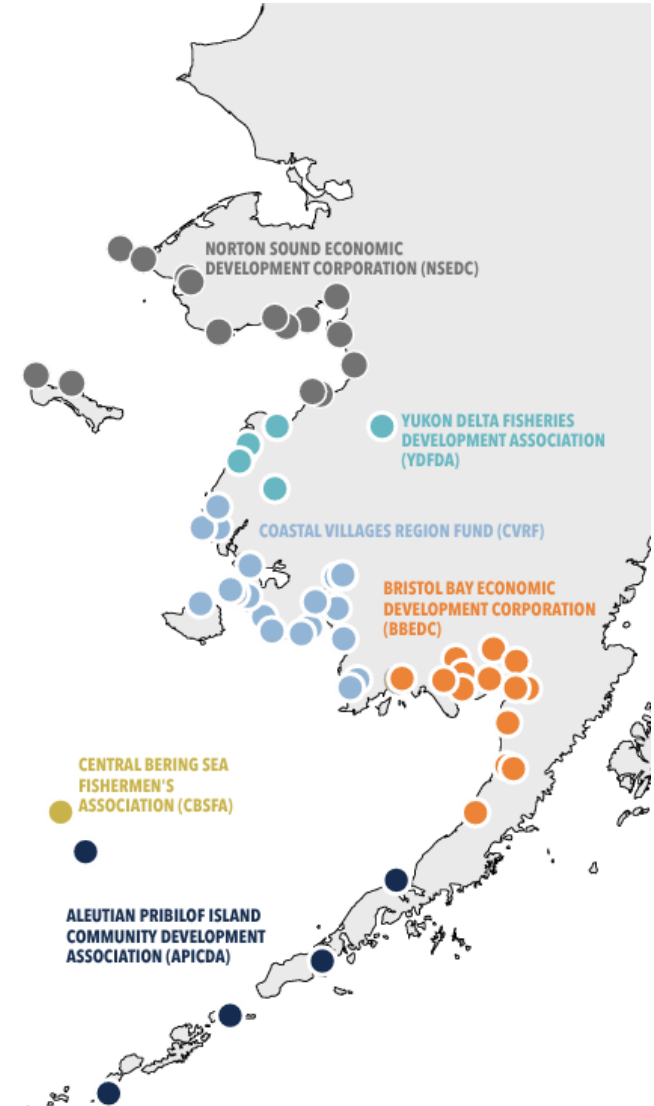 NORTON SOUND ECONOMIC
DEVELOPMENT CORPORATION (NSEDC)
YUKON DELTA FISHERIES
DEVELOPMENT ASSOCIATION
(YDFDA)
COASTAL VILLAGES REGION FUND (CVRF)
BRISTOL BAY ECONOMIC
DEVELOPMENT CORPORATION
(BBEDC)
CENTRAL BERING SEA
FISHERMEN'S
ASSOCIATION (CBSFA)
ALEUTIAN PRIBILOF ISLAND
COMMUNITY DEVELOPMENT
ASSOCIATION (APICDA)